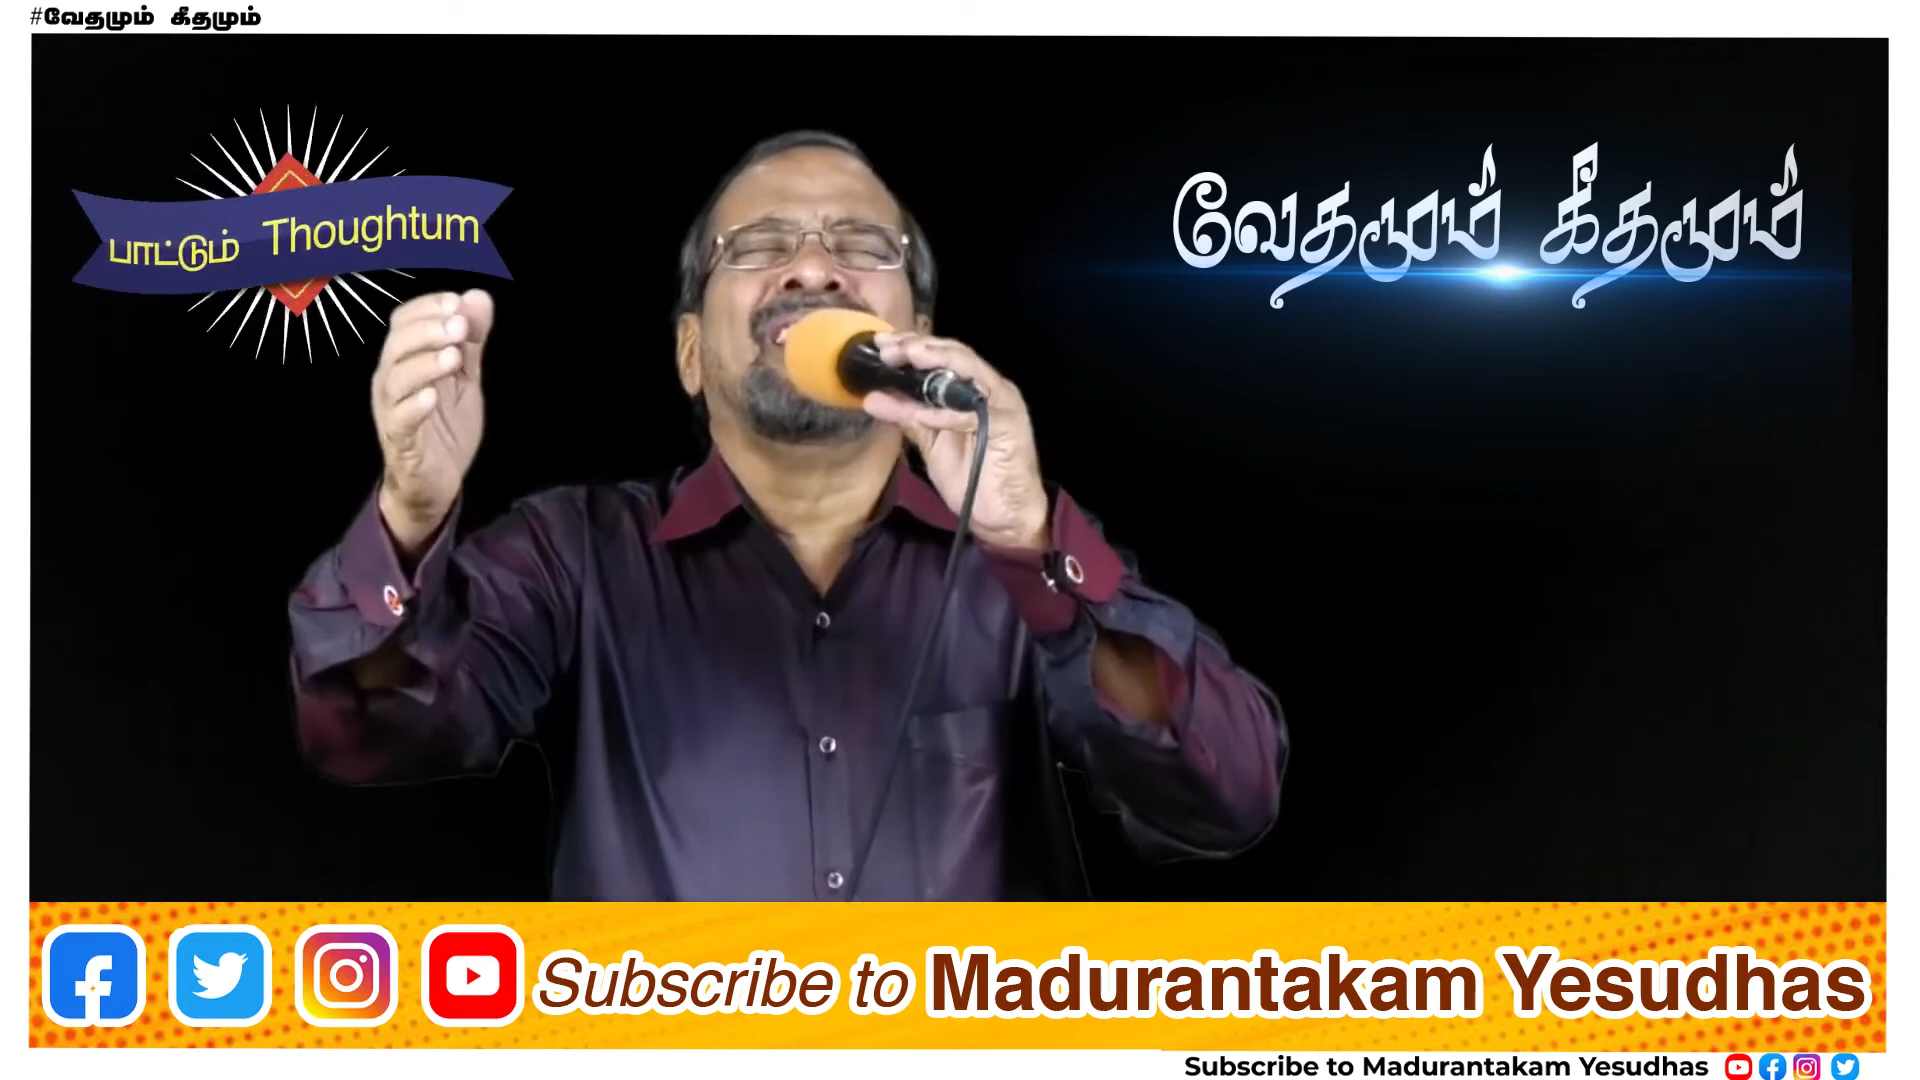 #வேதமும் கீதமும்
பாட்டும் Thoughtum
வேதமும் கீதமும்
Subscribe to Madurantakam Yesudhas
Subscribe to Madurantakam Yesudhas